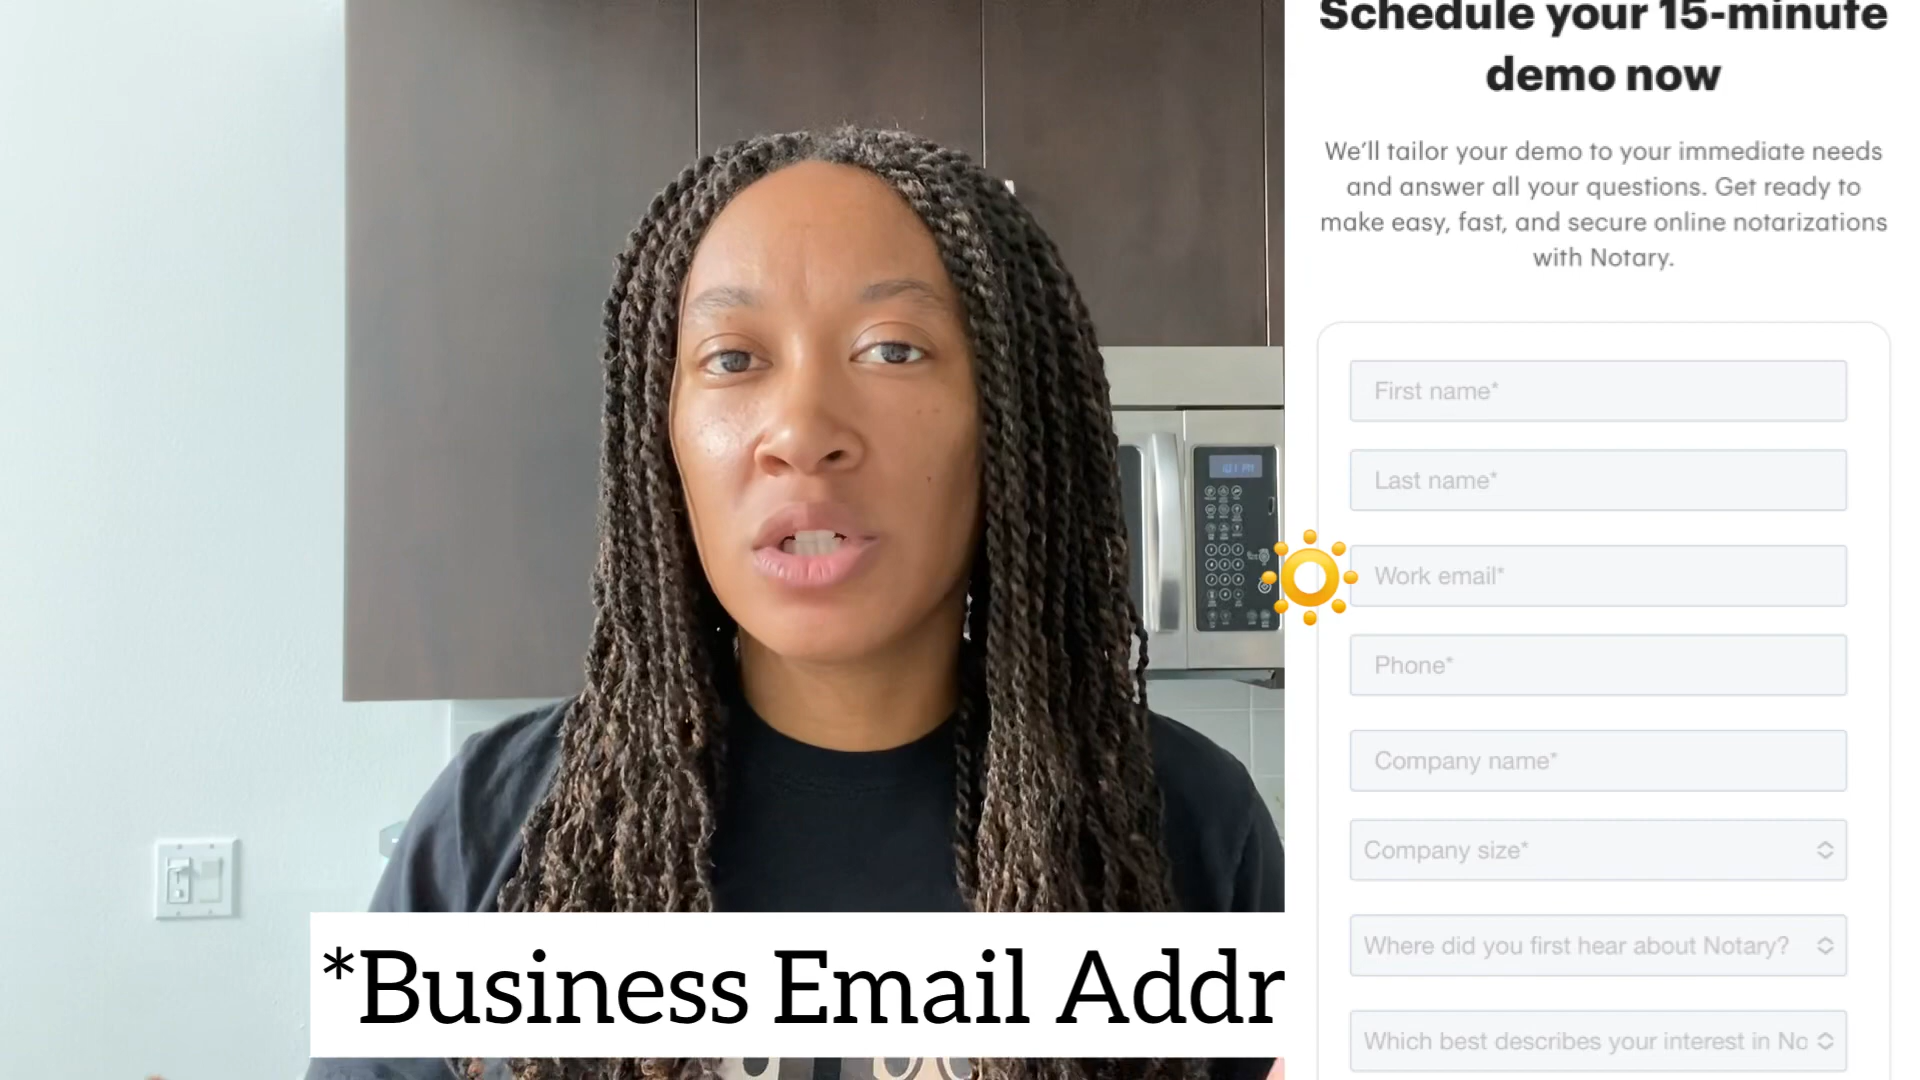 Schedule your 15-minute
demo now
We'll tailor your demo to your immediate needs
and answer all your questions. Get ready to
make easy, fast, and secure online notarizations
with Notary.
First name*
Last name*
Work email*
Phone*
Company name*
Company size*
Where did you first hear about Notary?
Which best describes your interest in No
*Business Email Addr